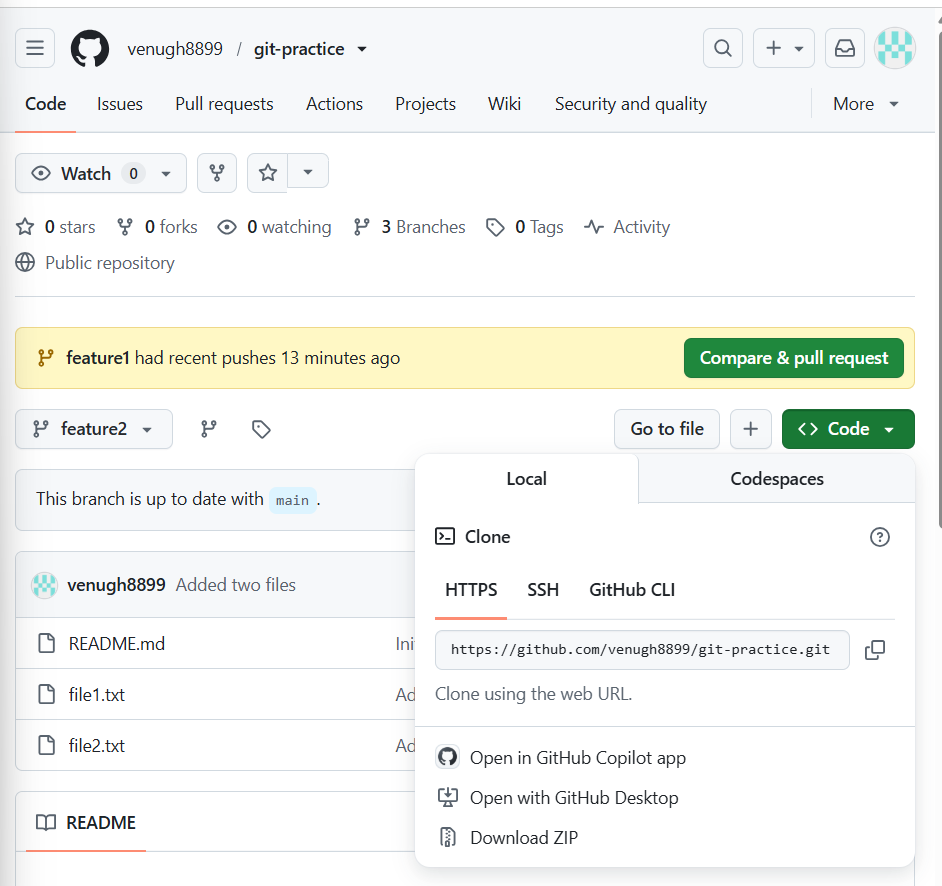 venugh8899 / git-practice
Code Issues Pull requests Actions Projects Wiki Security and quality More
Watch 0
0 stars 0 forks 0 watching 3 Branches 0 Tags Activity
Public repository
feature1 had recent pushes 13 minutes ago Compare & pull request
feature2 Go to file Code
Local Codespaces
This branch is up to date with main .
Clone
venugh8899 Added two files
HTTPS SSH GitHub CLI
README.md Ini
https://github.com/venugh8899/git-practice.git
file1.txt Ad
Clone using the web URL.
file2.txt Ad
Open in GitHub Copilot app
Open with GitHub Desktop
README
Download ZIP